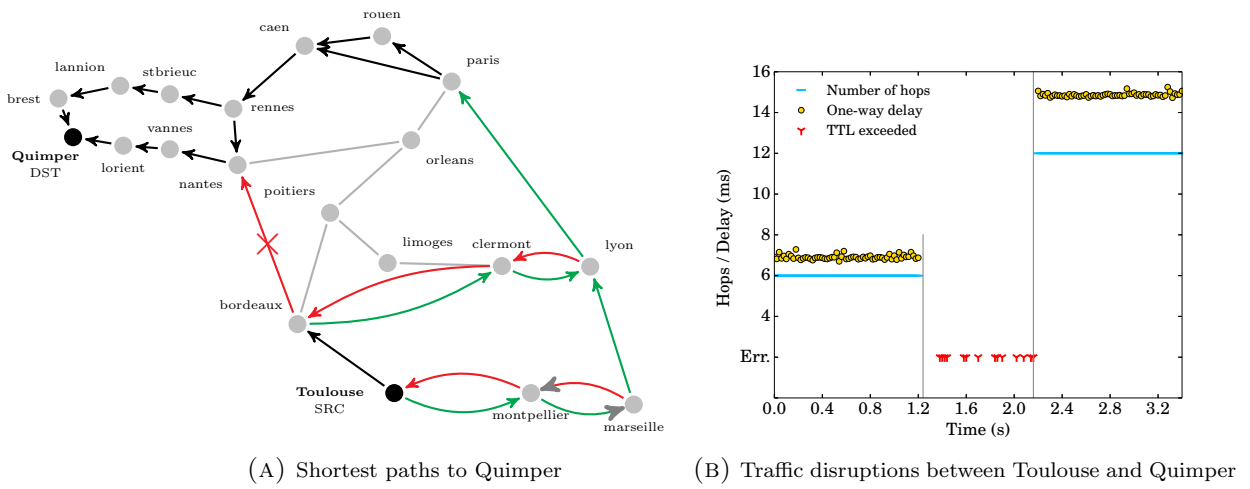 rouen
caen
paris
lannion
stbrieuc
brest
rennes
vannes
Quimper
DST
lorient
nantes
orleans
poitiers
limoges
clermont
lyon
bordeaux
Toulouse
SRC
montpellier
marseille
(A) Shortest paths to Quimper
Number of hops
One-way delay
TTL exceeded
Hops / Delay (ms)
16
14
12
10
8
6
4
Err.
0.0 0.4 0.8 1.2 1.6 2.0 2.4 2.8 3.2
Time (s)
(B) Traffic disruptions between Toulouse and Quimper